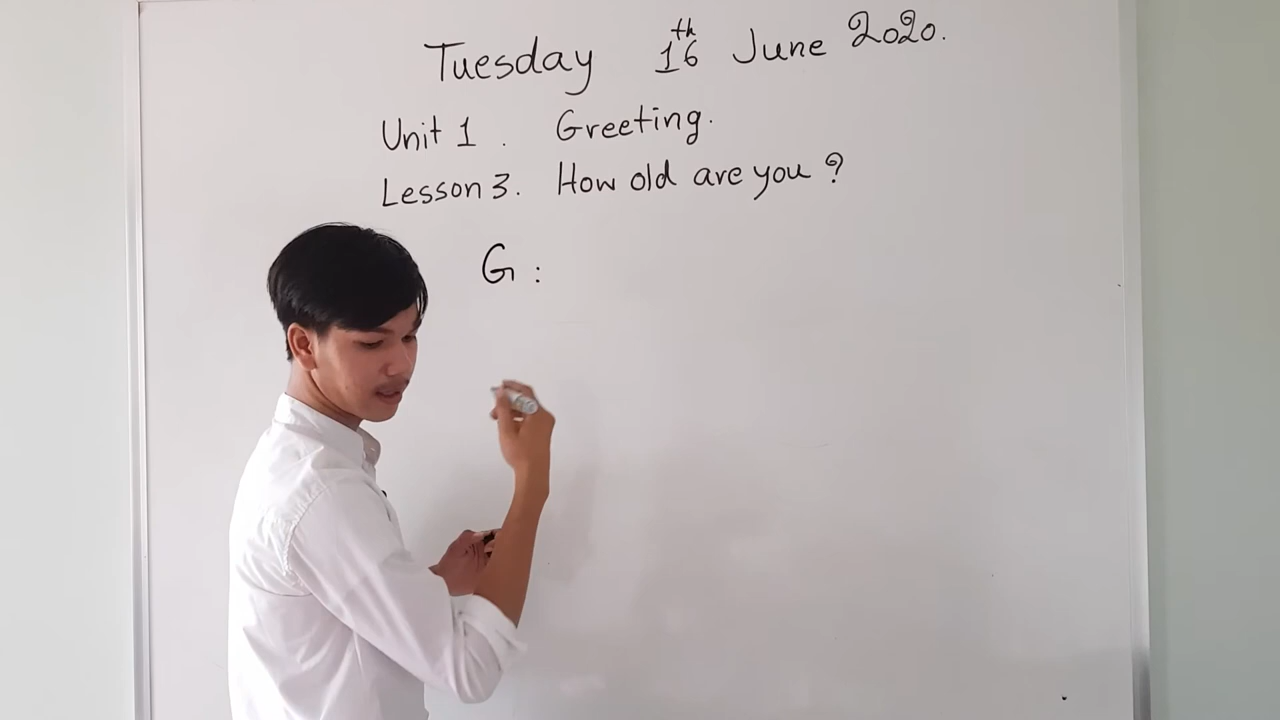 Tuesday 16th June 2020.
Unit 1. Greeting.
Lesson 3. How old are you?
G: